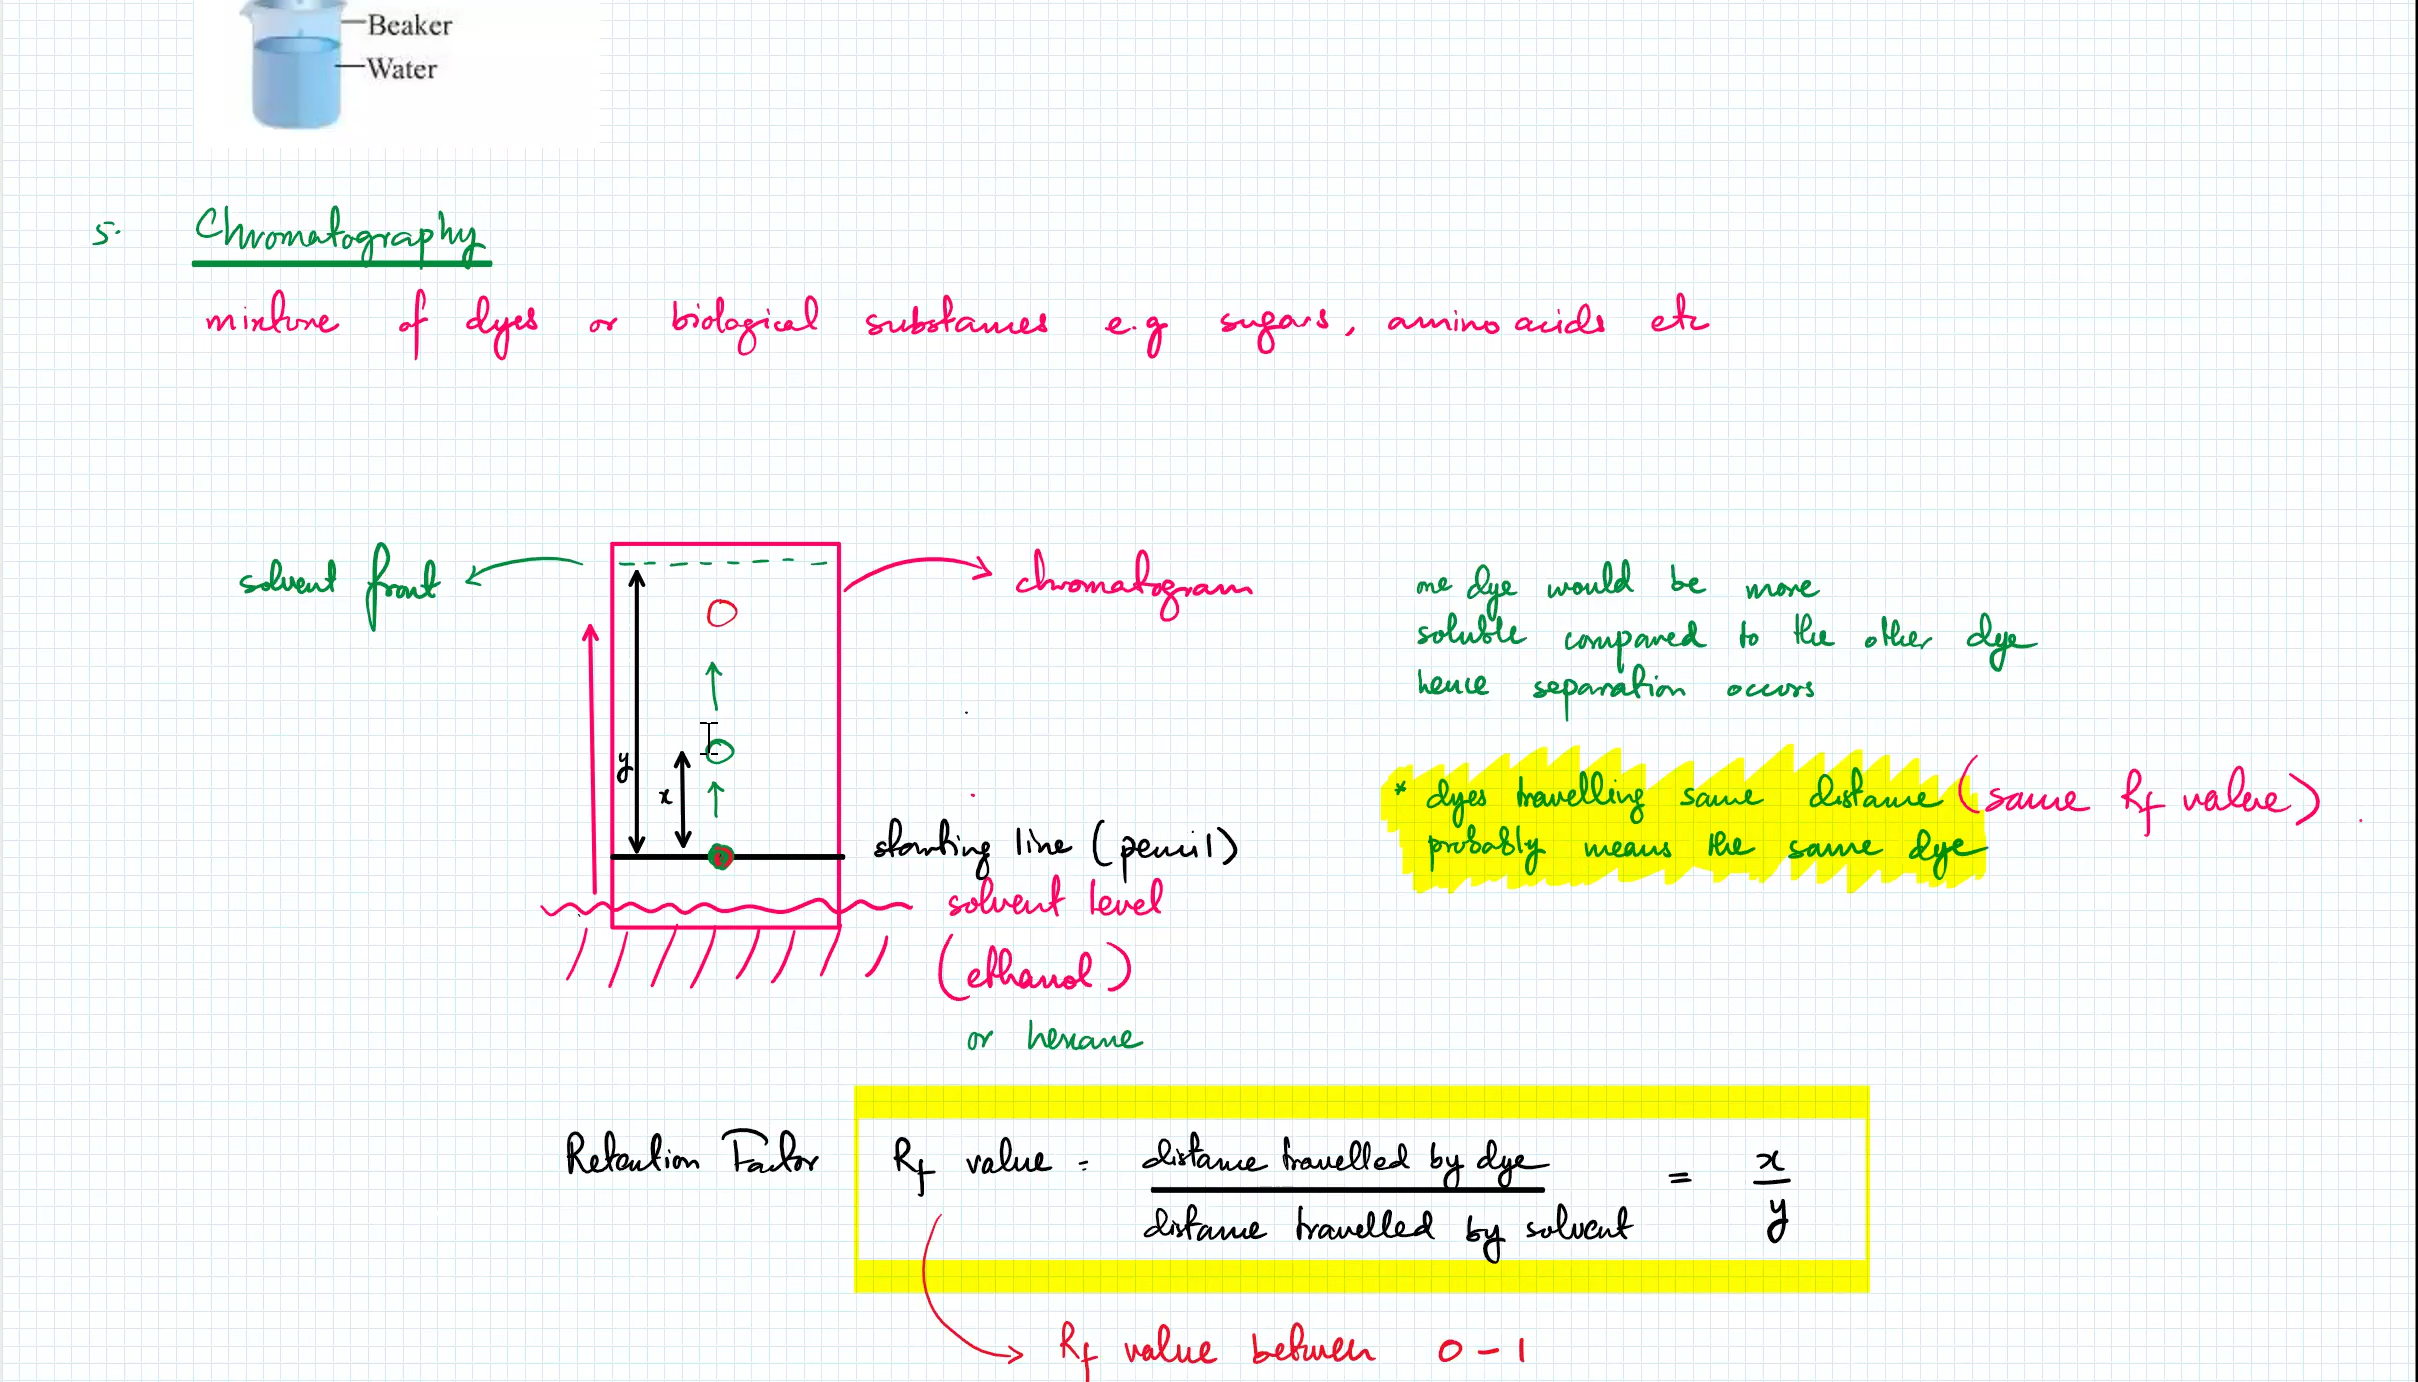 Beaker
Water
5. Chromatography
mixture of dyes or biological substances e.g sugars, amino acids etc
solvent front
chromatogram
one dye would be more
soluble compared to the other dye
hence separation occurs
y
x
* dyes travelling same distance (same Rf value)
probably means the same dye
starting line (pencil)
solvent level
(ethanol)
or hexane
Retention Factor Rf value = distance travelled by dye = x
distance travelled by solvent y
Rf value between 0 - 1